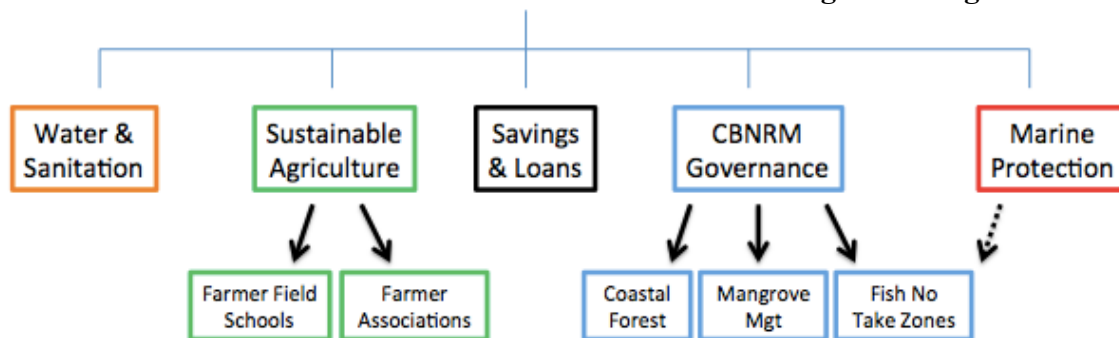 Water &
Sanitation
Sustainable
Agriculture
Savings
& Loans
CBNRM
Governance
Marine
Protection
Farmer Field
Schools
Farmer
Associations
Coastal
Forest
Mangrove
Mgt
Fish No
Take Zones